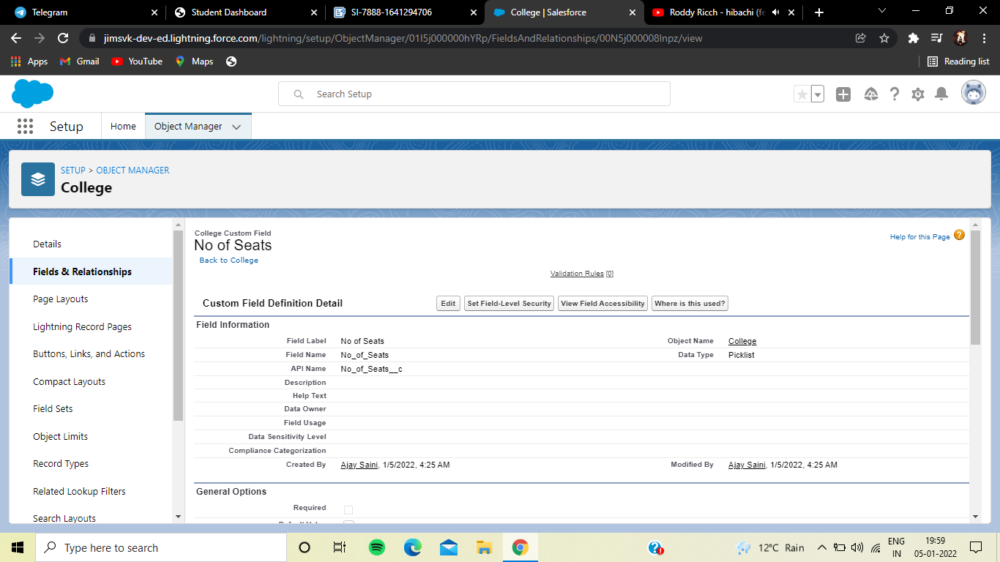 Telegram
Student Dashboard
SI-7888-1641294706
College | Salesforce
Roddy Ricch - hibachi (fe
jimsvk-dev-ed.lightning.force.com/lightning/setup/ObjectManager/01I5j000000hYRp/FieldsAndRelationships/00N5j000008Inpz/view
Apps
Gmail
YouTube
Maps
Reading list
Search Setup
Setup
Home
Object Manager
SETUP > OBJECT MANAGER
College
Details
Fields & Relationships
Page Layouts
Lightning Record Pages
Buttons, Links, and Actions
Compact Layouts
Field Sets
Object Limits
Record Types
Related Lookup Filters
Search Layouts
College Custom Field
No of Seats
Back to College
Help for this Page
Validation Rules [0]
Custom Field Definition Detail
Edit
Set Field-Level Security
View Field Accessibility
Where is this used?
Field Information
Field Label No of Seats Object Name College
Field Name No_of_Seats Data Type Picklist
API Name No_of_Seats__c
Description
Help Text
Data Owner
Field Usage
Data Sensitivity Level
Compliance Categorization
Created By Ajay Saini, 1/5/2022, 4:25 AM Modified By Ajay Saini, 1/5/2022, 4:25 AM
General Options
Required
Type here to search
12°C Rain
ENG
IN
19:59
05-01-2022